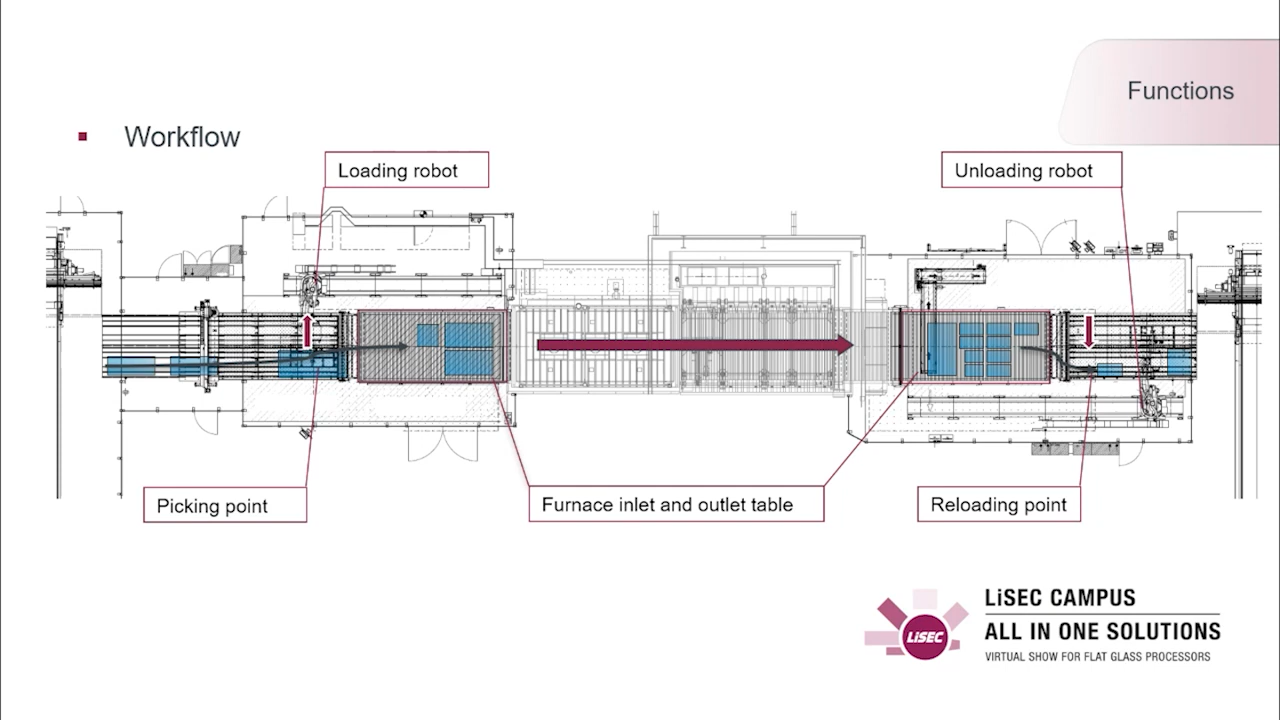 Functions
Workflow
Loading robot
Unloading robot
Picking point
Furnace inlet and outlet table
Reloading point
LiSEC
LiSEC CAMPUS
ALL IN ONE SOLUTIONS
VIRTUAL SHOW FOR FLAT GLASS PROCESSORS